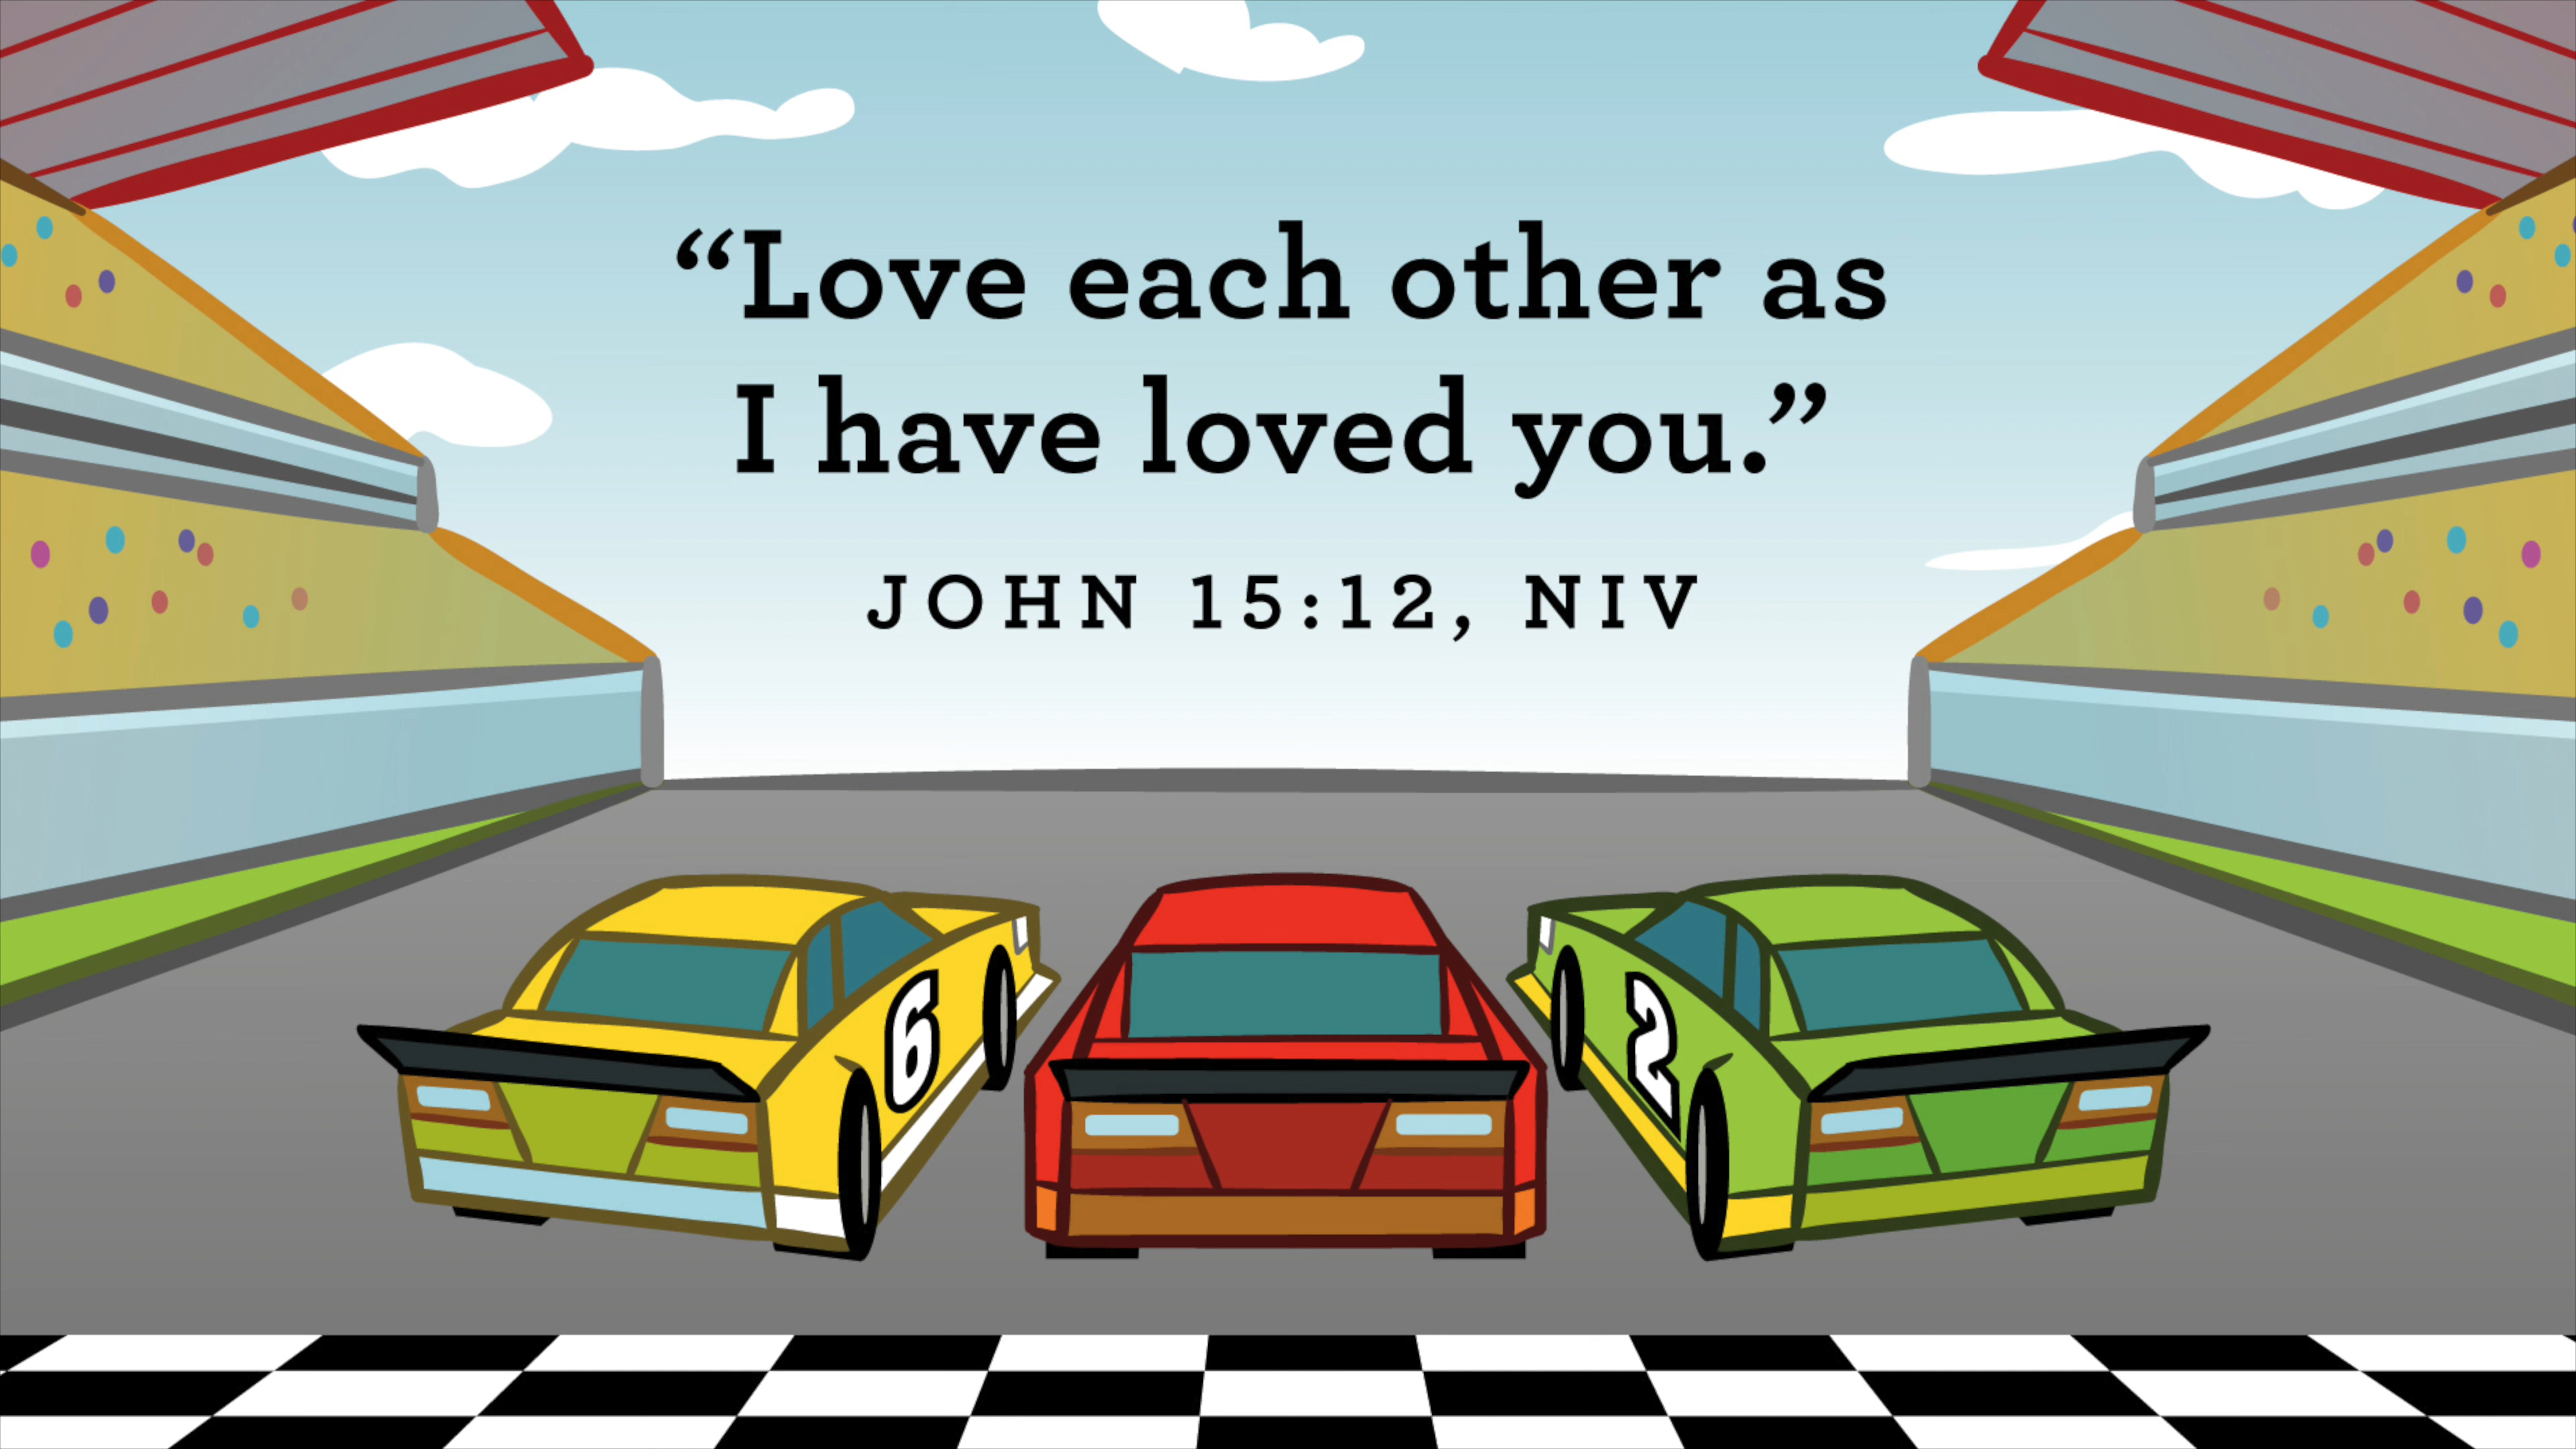 “Love each other as
I have loved you.”
JOHN 15:12, NIV
6
2